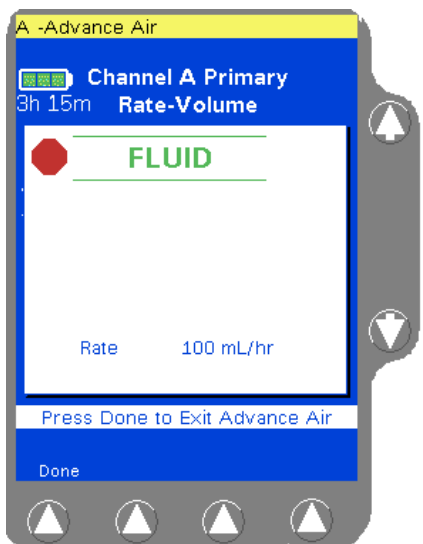 A -Advance Air
Channel A Primary
3h 15m Rate-Volume
FLUID
Rate 100 mL/hr
Press Done to Exit Advance Air
Done